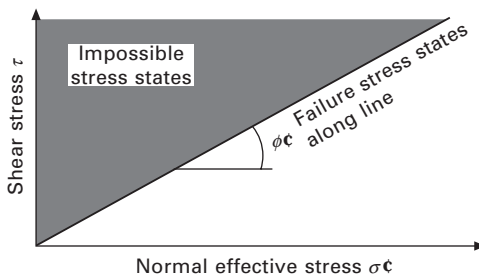 Impossible
stress states
Shear stress τ
Failure stress states
along line
ϕ¢
Normal effective stress σ¢